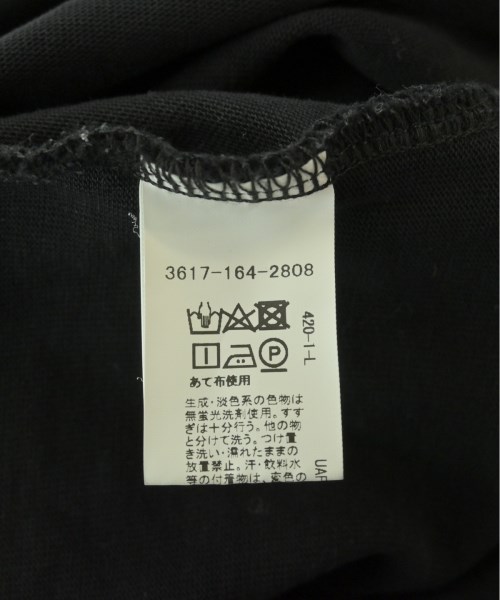 3617-164-2808
420-1-L
P
あて布使用
生成・淡色系の色物は
無蛍光洗剤使用。すす
ぎは十分行う。他の物
と分けて洗う。つけ置
き洗い・濡れたままの
放置禁止。汗・飲料水
等の付着物は、変色の
UAR